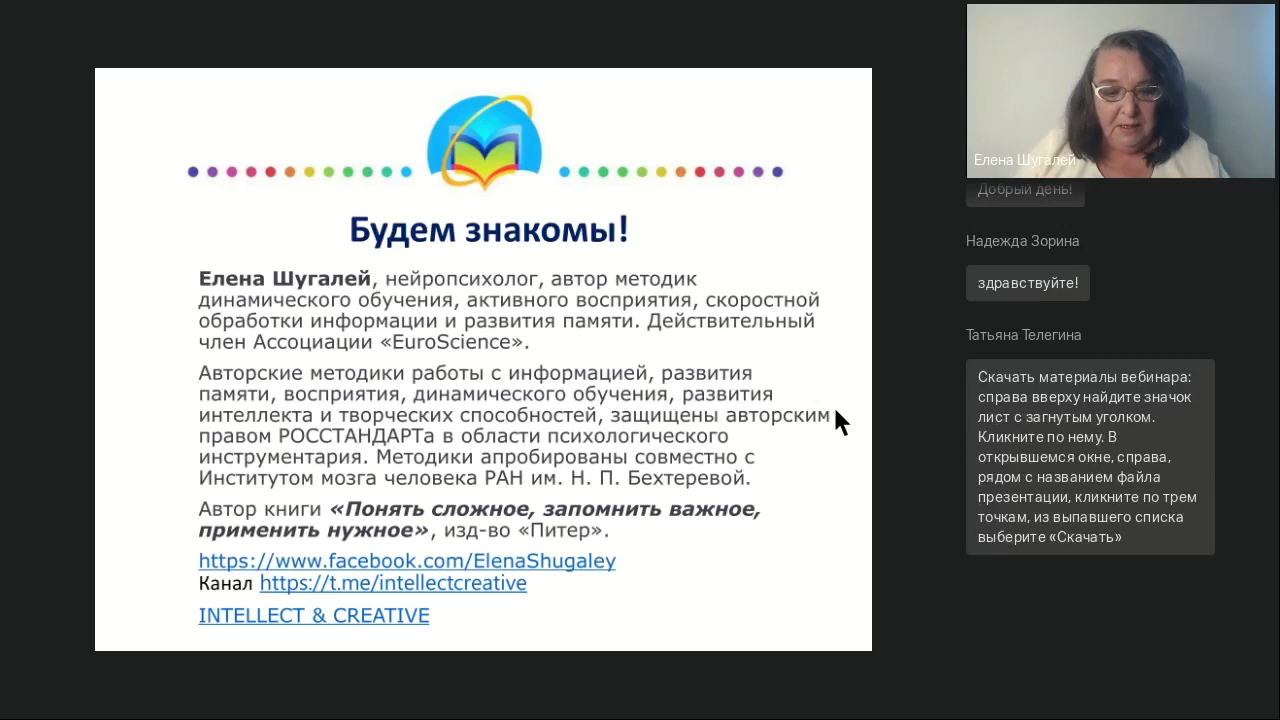 Будем знакомы!
Елена Шугалей, нейропсихолог, автор методик
динамического обучения, активного восприятия, скоростной
обработки информации и развития памяти. Действительный
член Ассоциации «EuroScience».
Авторские методики работы с информацией, развития
памяти, восприятия, динамического обучения, развития
интеллекта и творческих способностей, защищены авторским
правом РОССТАНДАРТа в области психологического
инструментария. Методики апробированы совместно с
Институтом мозга человека РАН им. Н. П. Бехтеревой.
Автор книги «Понять сложное, запомнить важное,
применить нужное», изд-во «Питер».
https://www.facebook.com/ElenaShugaley
Канал https://t.me/intellectcreative
INTELLECT & CREATIVE
Елена Шугалей
Добрый день!
Надежда Зорина
здравствуйте!
Татьяна Телегина
Скачать материалы вебинара:
справа вверху найдите значок
лист с загнутым уголком.
Кликните по нему. В
открывшемся окне, справа,
рядом с названием файла
презентации, кликните по трем
точкам, из выпавшего списка
выберите «Скачать»